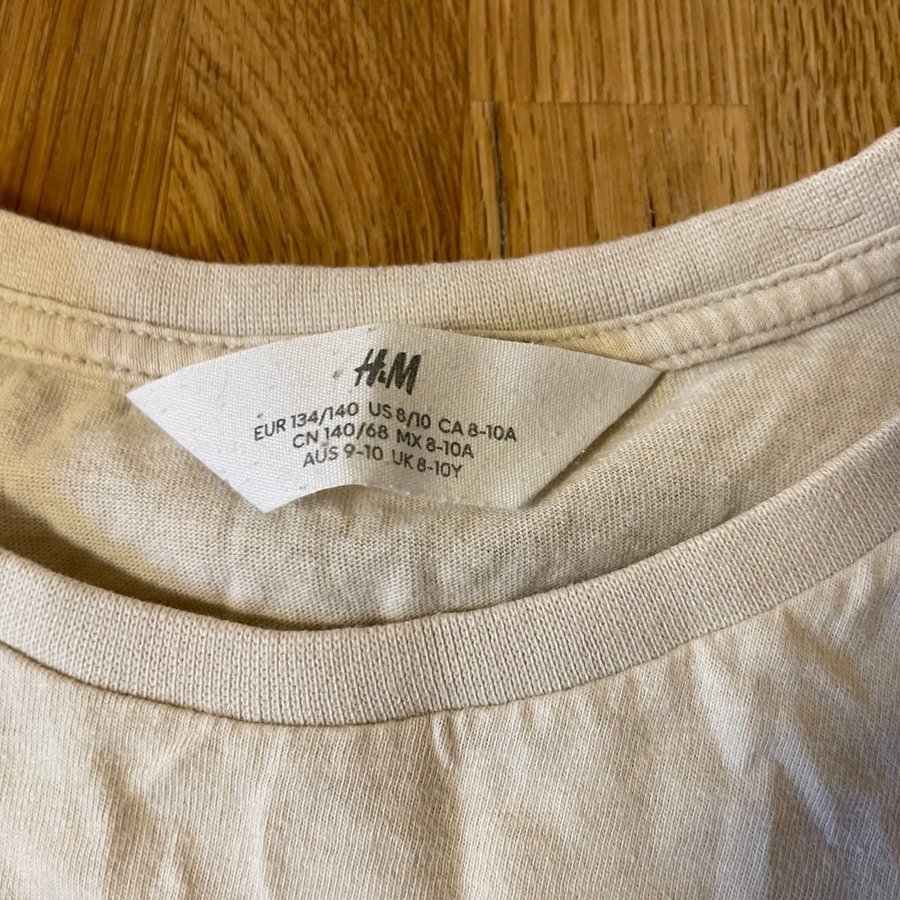 H&M
EUR 134/140 US 8/10 CA 8-10A
CN 140/68 MX 8-10A
AUS 9-10 UK 8-10Y